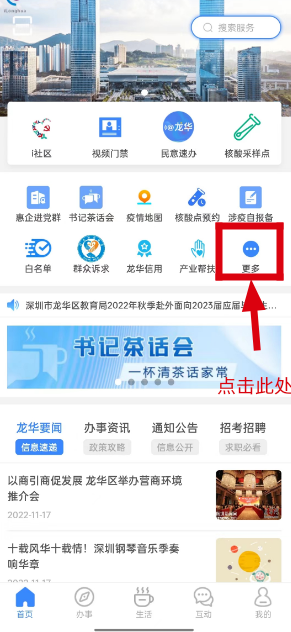 搜索服务
i社区 视频门禁 民意速办 核酸采样点
@龙华
惠企进党群 书记茶话会 疫情地图 核酸点预约 涉疫自报备
白名单 群众诉求 龙华信用 产业帮扶 更多
深圳市龙华区教育局2022年秋季赴外面向2023届应届毕业生...
书记茶话会
一杯清茶话家常
点击此处
龙华要闻 办事资讯 通知公告 招考招聘
信息速递 政策攻略 信息公开 求职必看
以商引商促发展 龙华区举办营商环境
推介会
2022-11-17
十载风华十载情！深圳钢琴音乐季奏
响华章
2022-11-17
首页 办事 生活 互动 我的